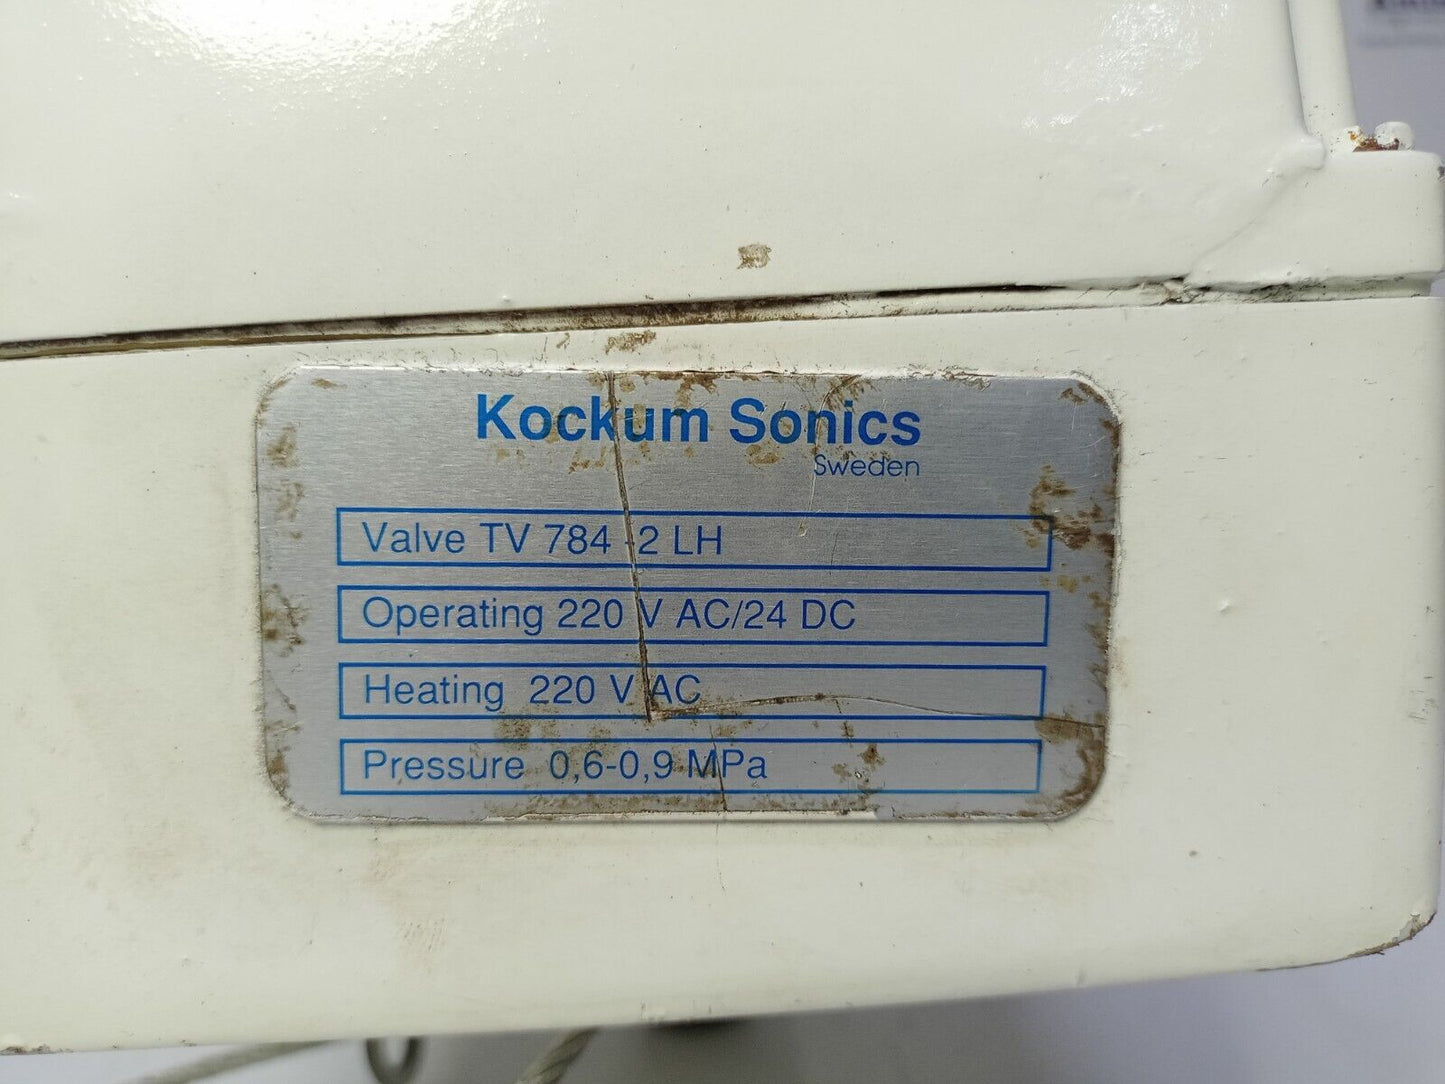 Kockum Sonics
Sweden
Valve TV 784 -2 LH
Operating 220 V AC/24 DC
Heating 220 V AC
Pressure 0,6-0,9 MPa